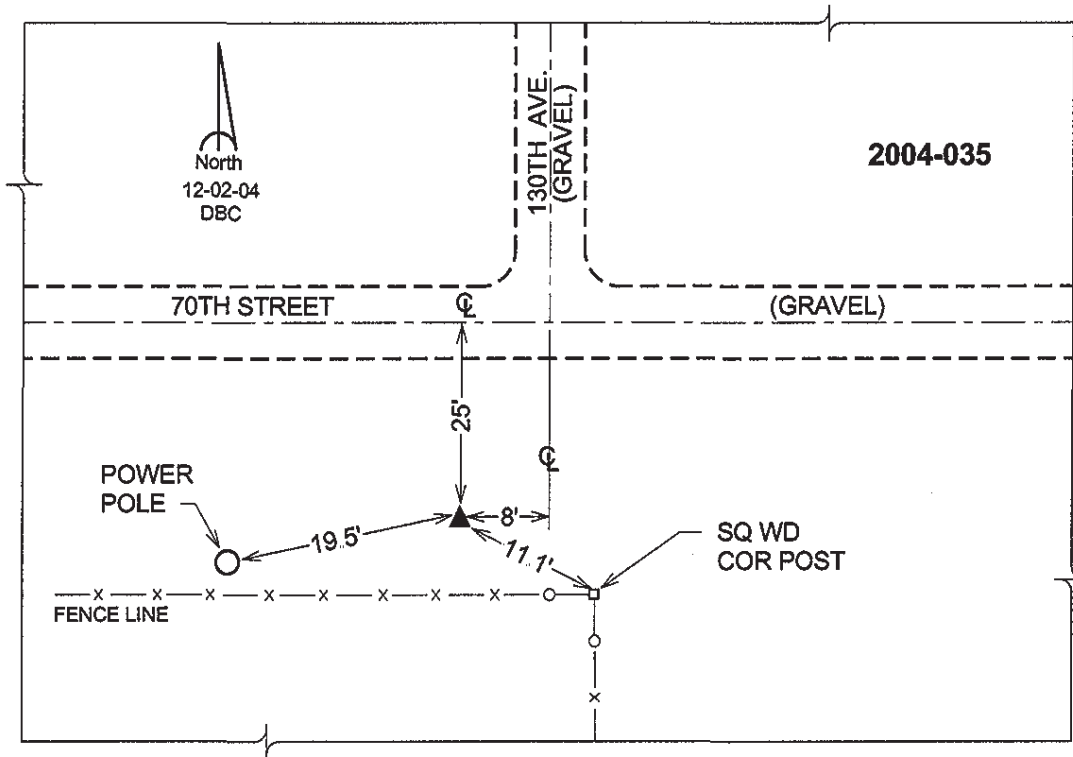 130TH AVE.
(GRAVEL)
North
12-02-04
DBC
2004-035
70TH STREET
℄
(GRAVEL)
25'
℄
POWER
POLE
8'
19.5'
11.1'
SQ WD
COR POST
FENCE LINE